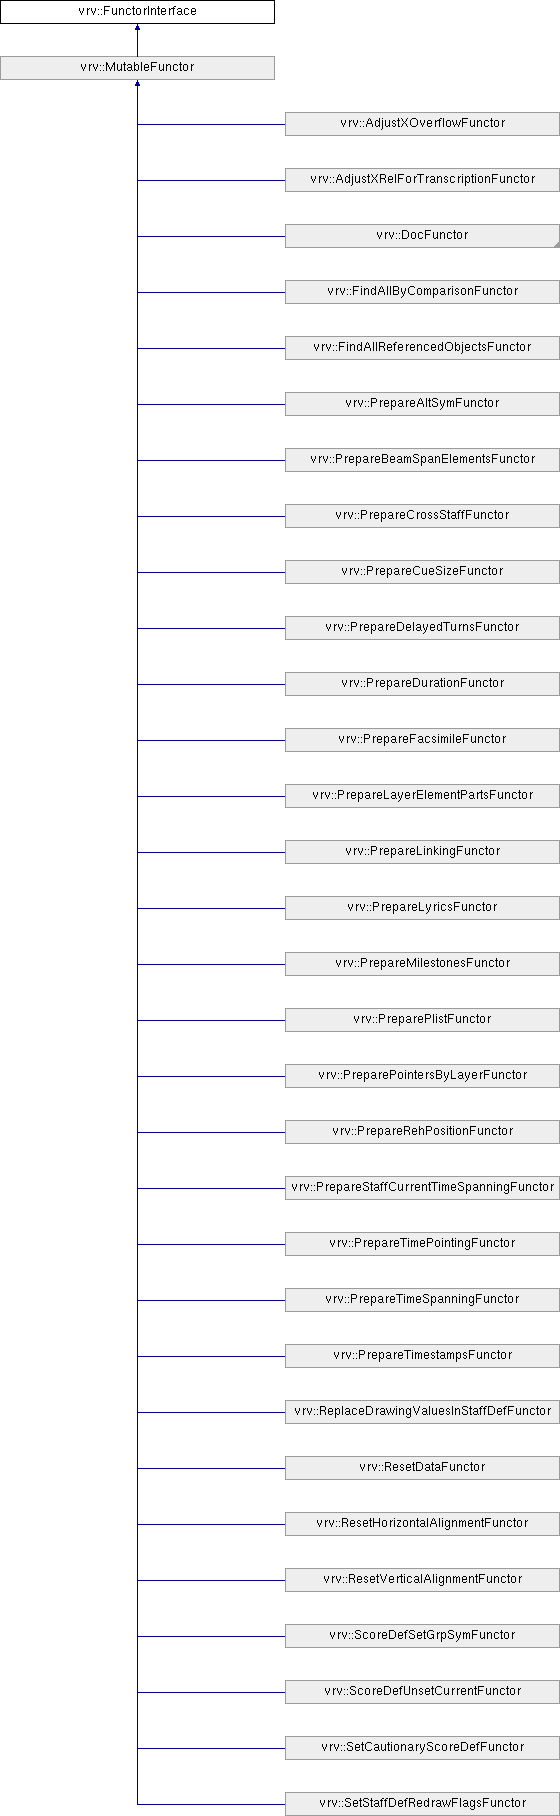 vrv::FunctorInterface
vrv::MutableFunctor
vrv::AdjustXOverflowFunctor
vrv::AdjustXRelForTranscriptionFunctor
vrv::DocFunctor
vrv::FindAllByComparisonFunctor
vrv::FindAllReferencedObjectsFunctor
vrv::PrepareAltSymFunctor
vrv::PrepareBeamSpanElementsFunctor
vrv::PrepareCrossStaffFunctor
vrv::PrepareCueSizeFunctor
vrv::PrepareDelayedTurnsFunctor
vrv::PrepareDurationFunctor
vrv::PrepareFacsimileFunctor
vrv::PrepareLayerElementPartsFunctor
vrv::PrepareLinkingFunctor
vrv::PrepareLyricsFunctor
vrv::PrepareMilestonesFunctor
vrv::PreparePlistFunctor
vrv::PreparePointersByLayerFunctor
vrv::PrepareRehPositionFunctor
vrv::PrepareStaffCurrentTimeSpanningFunctor
vrv::PrepareTimePointingFunctor
vrv::PrepareTimeSpanningFunctor
vrv::PrepareTimestampsFunctor
vrv::ReplaceDrawingValuesInStaffDefFunctor
vrv::ResetDataFunctor
vrv::ResetHorizontalAlignmentFunctor
vrv::ResetVerticalAlignmentFunctor
vrv::ScoreDefSetGrpSymFunctor
vrv::ScoreDefUnsetCurrentFunctor
vrv::SetCautionaryScoreDefFunctor
vrv::SetStaffDefRedrawFlagsFunctor